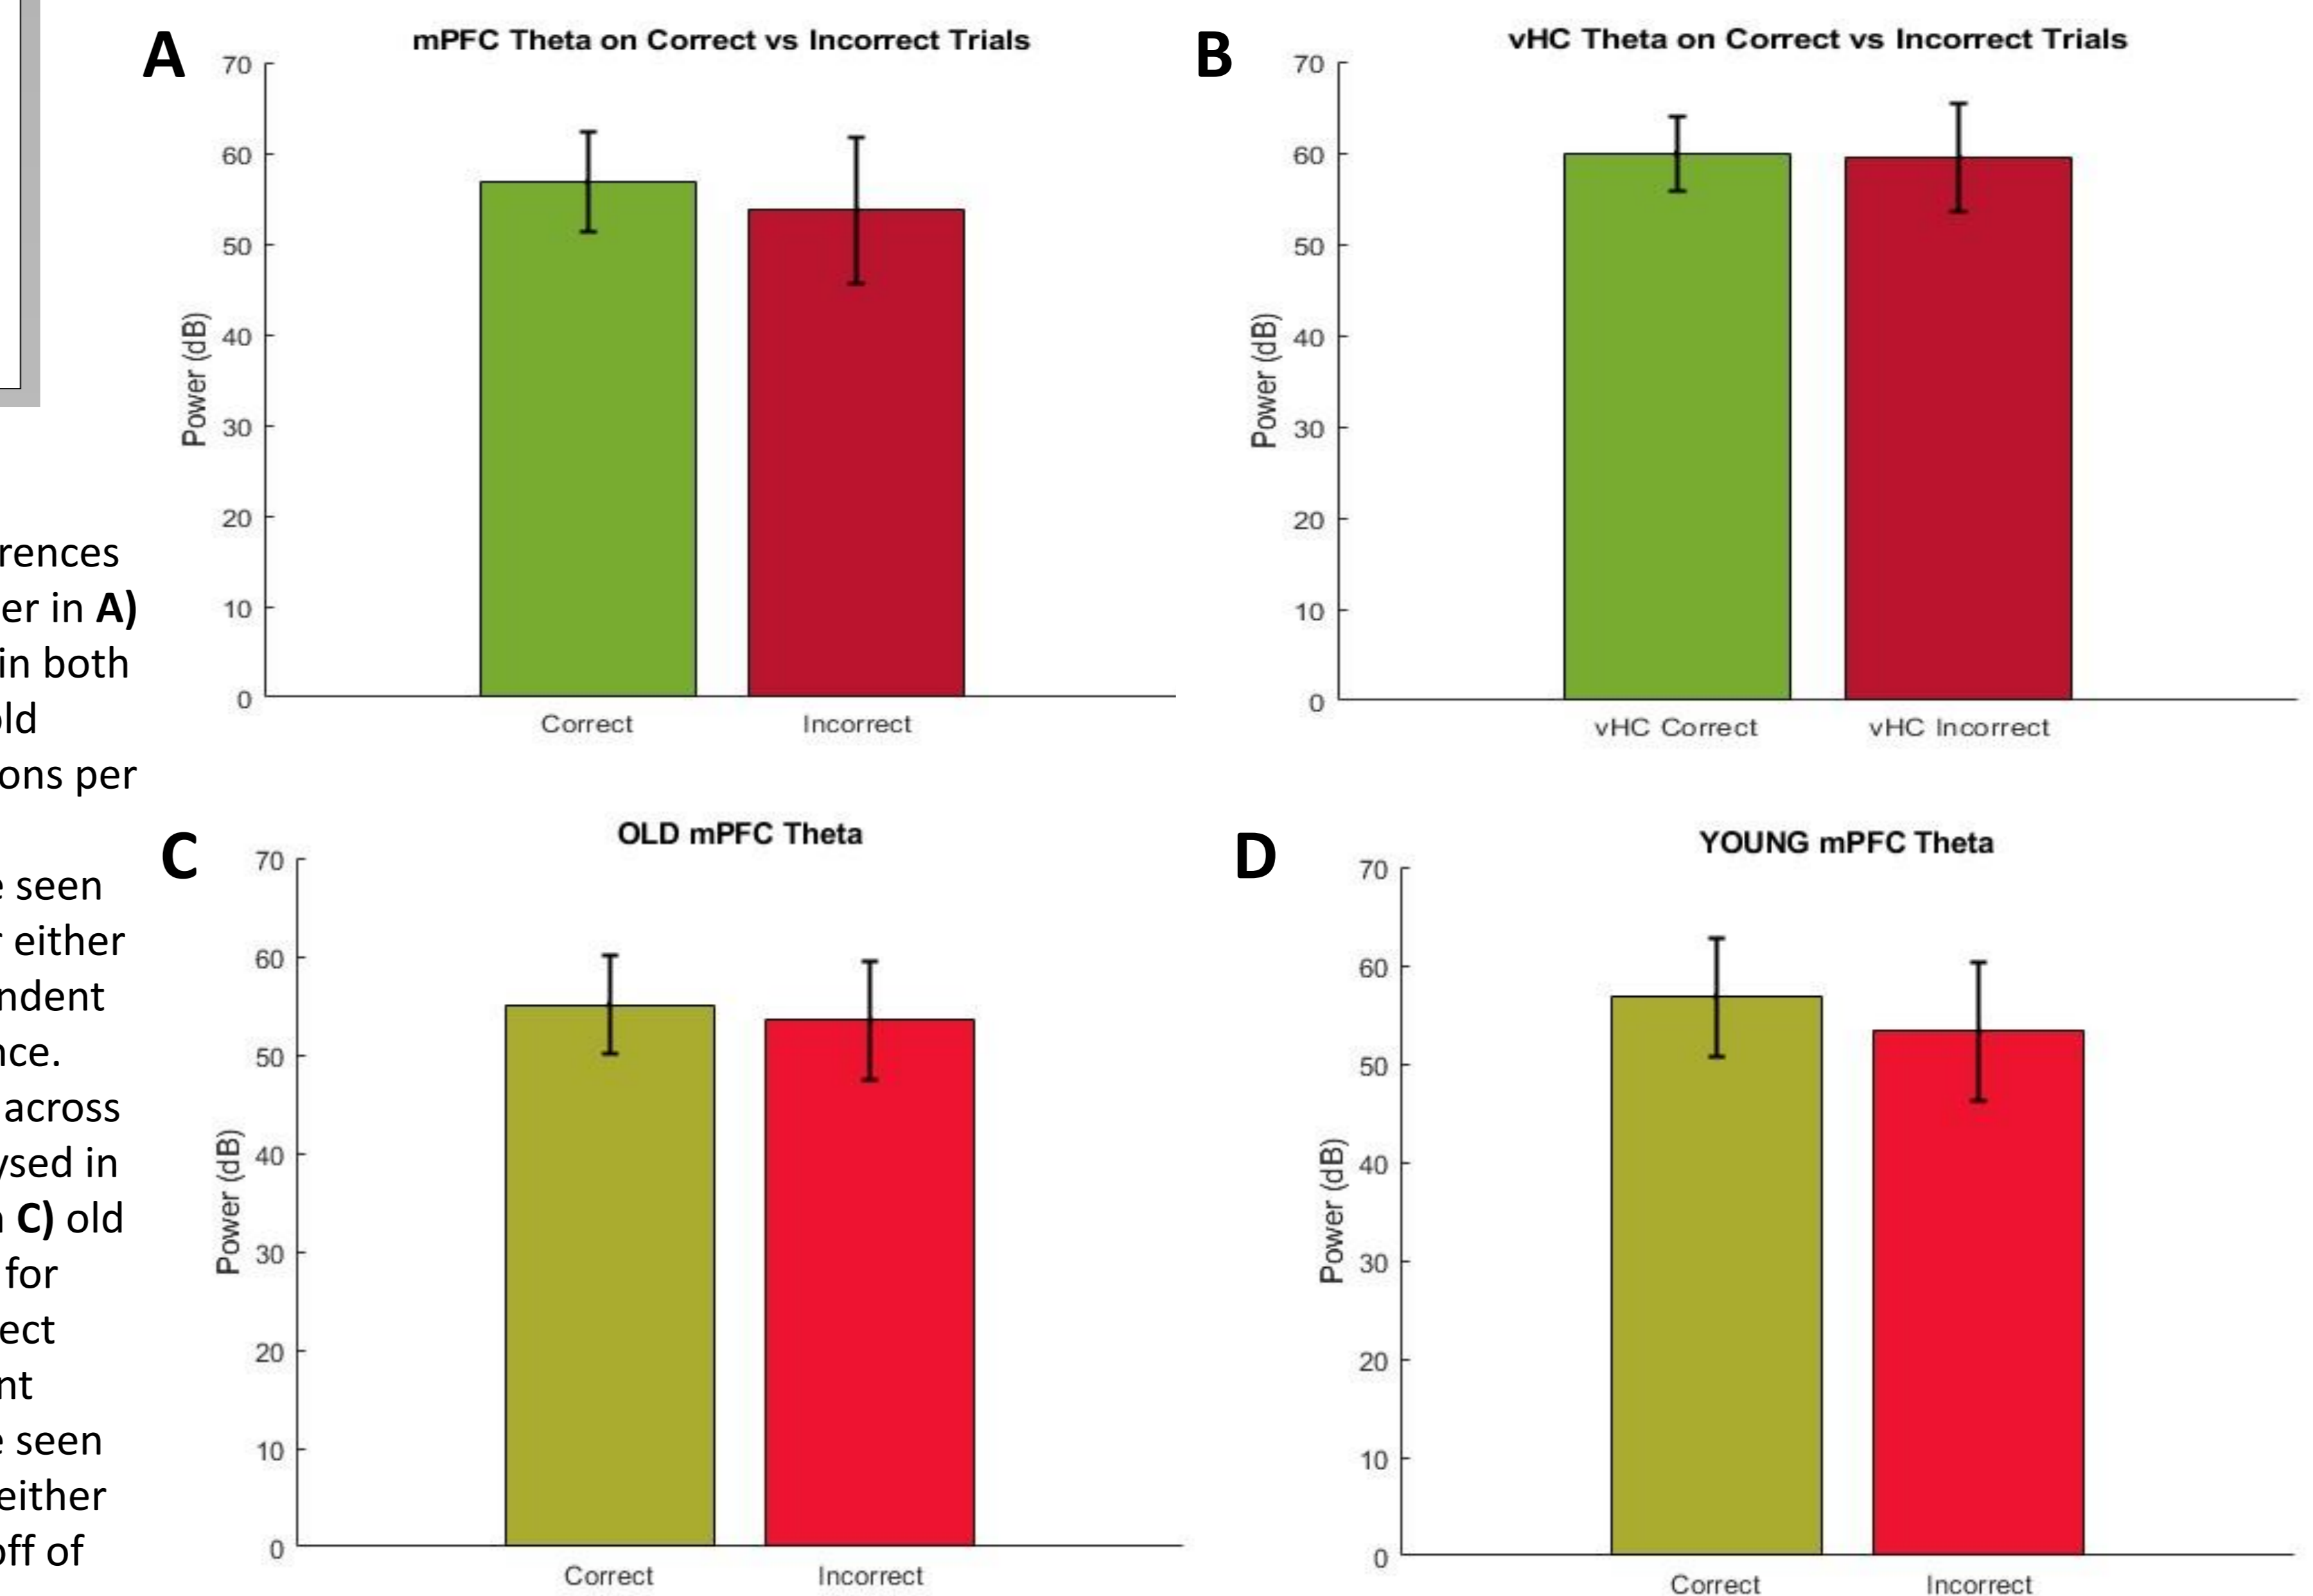 rences
er in A)
in both
old
ons per
e seen
r either
ndent
nce.
across
ysed in
n C) old
for
ect
nt
e seen
either
off of
A
mPFC Theta on Correct vs Incorrect Trials
Power (dB)
70
60
50
40
30
20
10
0
Correct Incorrect
B
vHC Theta on Correct vs Incorrect Trials
Power (dB)
70
60
50
40
30
20
10
0
vHC Correct vHC Incorrect
C
OLD mPFC Theta
Power (dB)
70
60
50
40
30
20
10
0
Correct Incorrect
D
YOUNG mPFC Theta
Power (dB)
70
60
50
40
30
20
10
0
Correct Incorrect